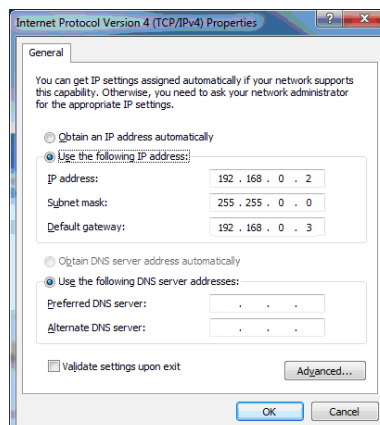 Internet Protocol Version 4 (TCP/IPv4) Properties
General
You can get IP settings assigned automatically if your network supports
this capability. Otherwise, you need to ask your network administrator
for the appropriate IP settings.
Obtain an IP address automatically
Use the following IP address:
IP address: 192 . 168 . 0 . 2
Subnet mask: 255 . 255 . 0 . 0
Default gateway: 192 . 168 . 0 . 3
Obtain DNS server address automatically
Use the following DNS server addresses:
Preferred DNS server: . . .
Alternate DNS server: . . .
Validate settings upon exit
Advanced...
OK Cancel